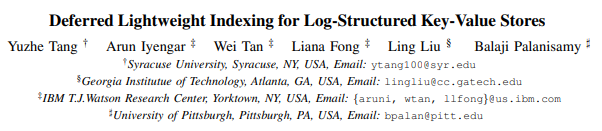 Deferred Lightweight Indexing for Log-Structured Key-Value Stores
Yuzhe Tang † Arun Iyengar ‡ Wei Tan ‡ Liana Fong ‡ Ling Liu § Balaji Palanisamy ♯
†Syracuse University, Syracuse, NY, USA, Email: ytang100@syr.edu
§Georgia Institutue of Technology, Atlanta, GA, USA, Email: lingliu@cc.gatech.edu
‡IBM T.J.Watson Research Center, Yorktown, NY, USA, Email: {aruni, wtan, llfong}@us.ibm.com
♯University of Pittsburgh, Pittsburgh, PA, USA, Email: bpalan@pitt.edu